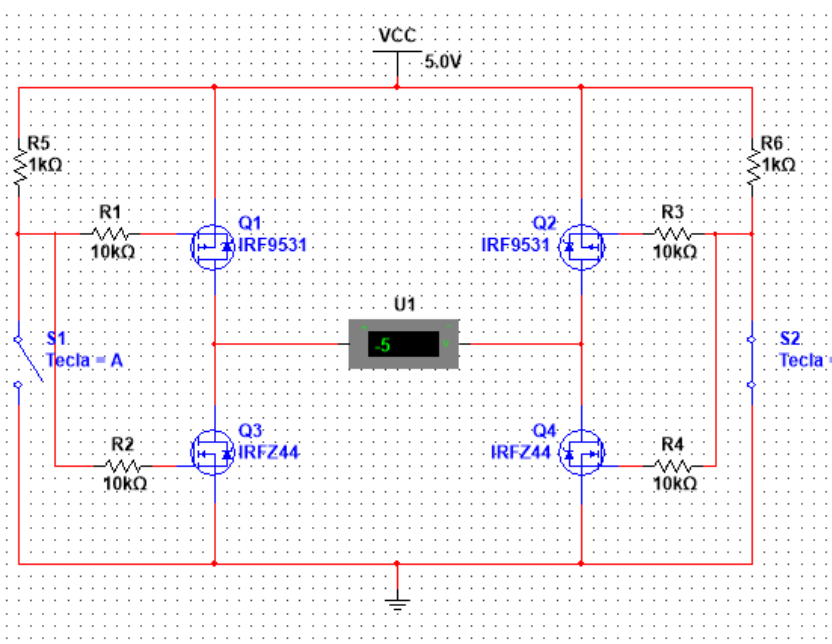 VCC
5.0V
R5
1kΩ
R6
1kΩ
R1
10kΩ
Q1
IRF9531
Q2
IRF9531
R3
10kΩ
U1
-5
S1
Tecla = A
S2
Tecla =
R2
10kΩ
Q3
IRFZ44
Q4
IRFZ44
R4
10kΩ